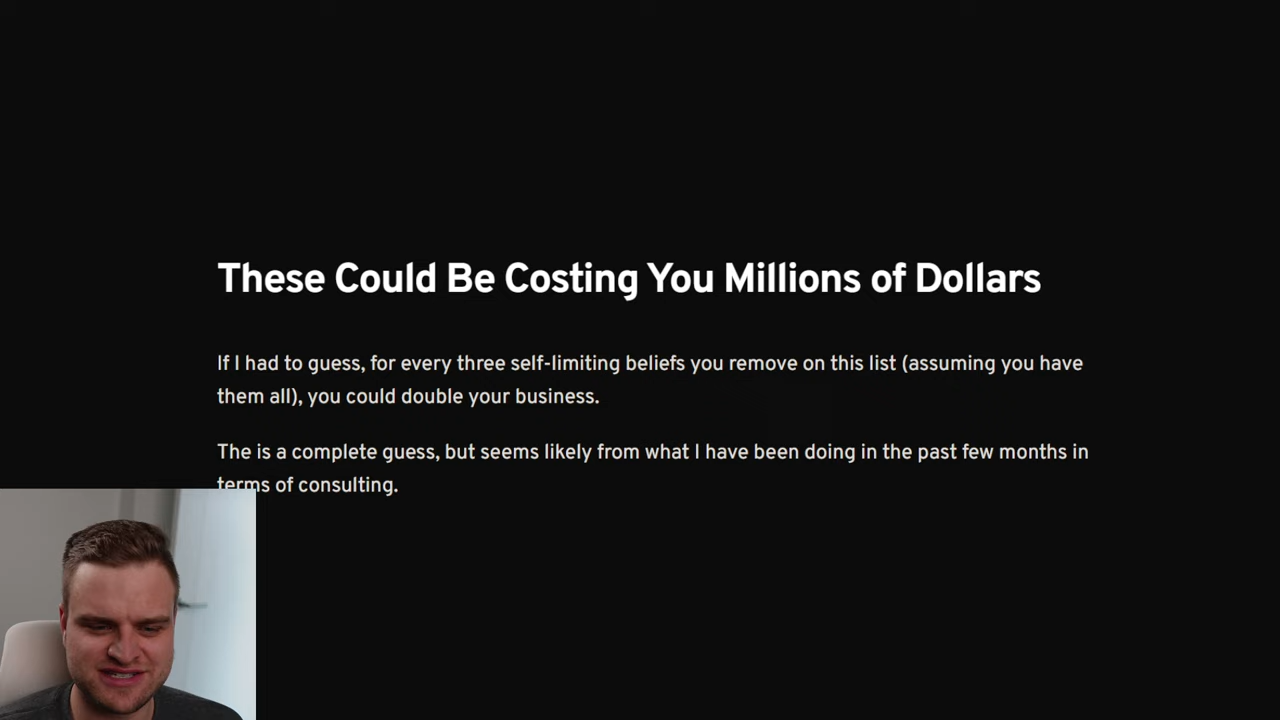 These Could Be Costing You Millions of Dollars
If I had to guess, for every three self-limiting beliefs you remove on this list (assuming you have
them all), you could double your business.
The is a complete guess, but seems likely from what I have been doing in the past few months in
terms of consulting.